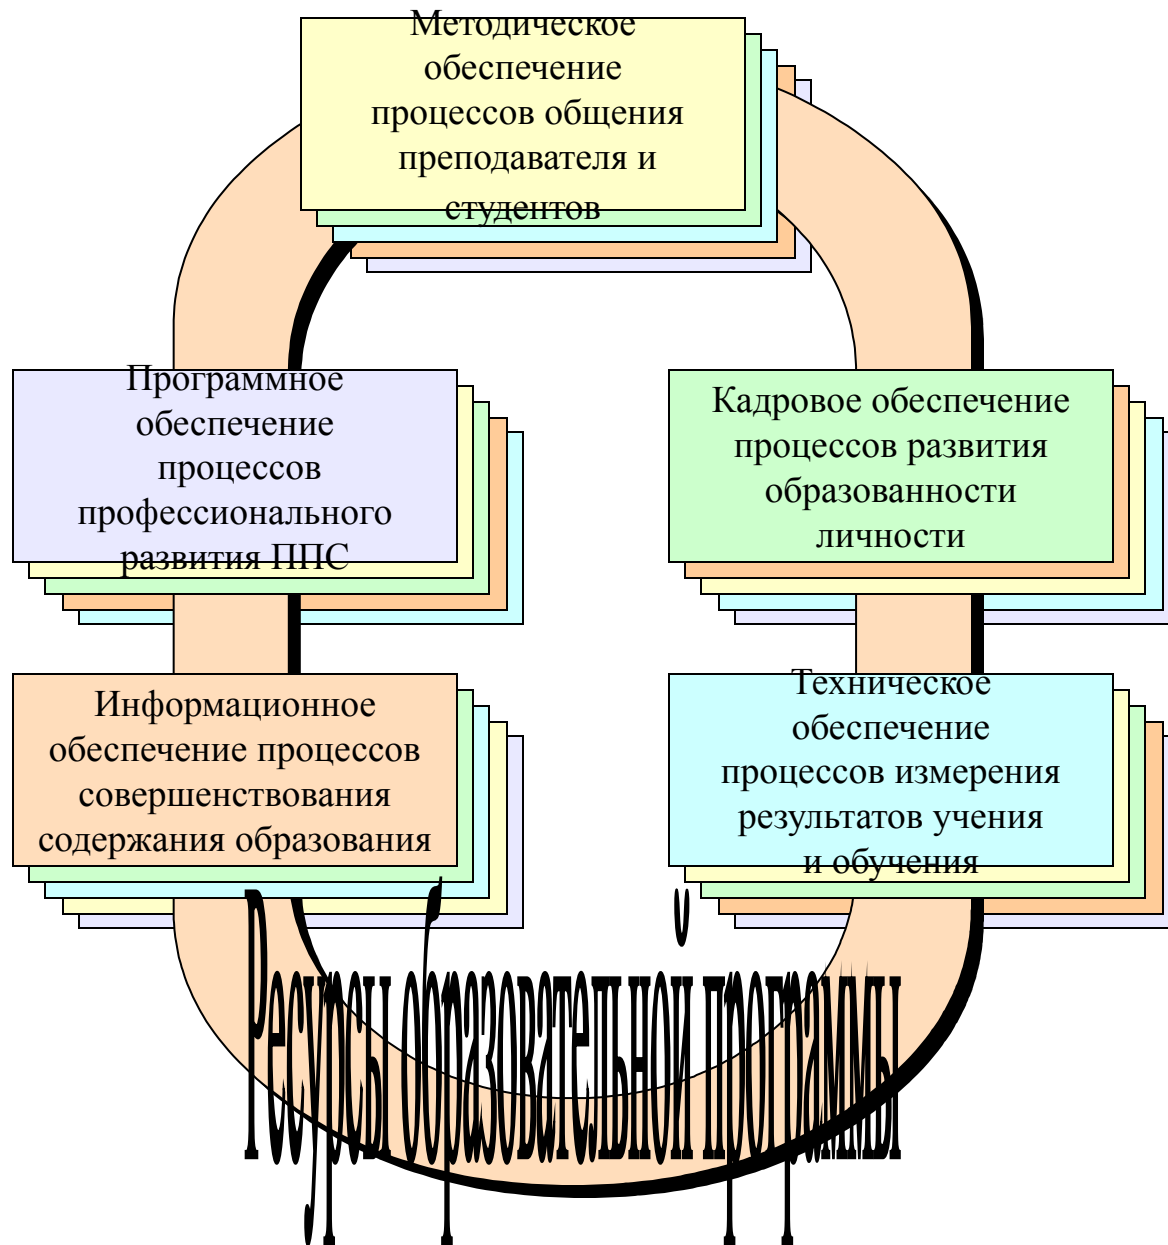 Методическое
обеспечение
процессов общения
преподавателя и
студентов
Программное
обеспечение
процессов
профессионального
развития ППС
Кадровое обеспечение
процессов развития
образованности
личности
Информационное
обеспечение процессов
совершенствования
содержания образования
Техническое
обеспечение
процессов измерения
результатов учения
и обучения
Ресурсы образовательной программы